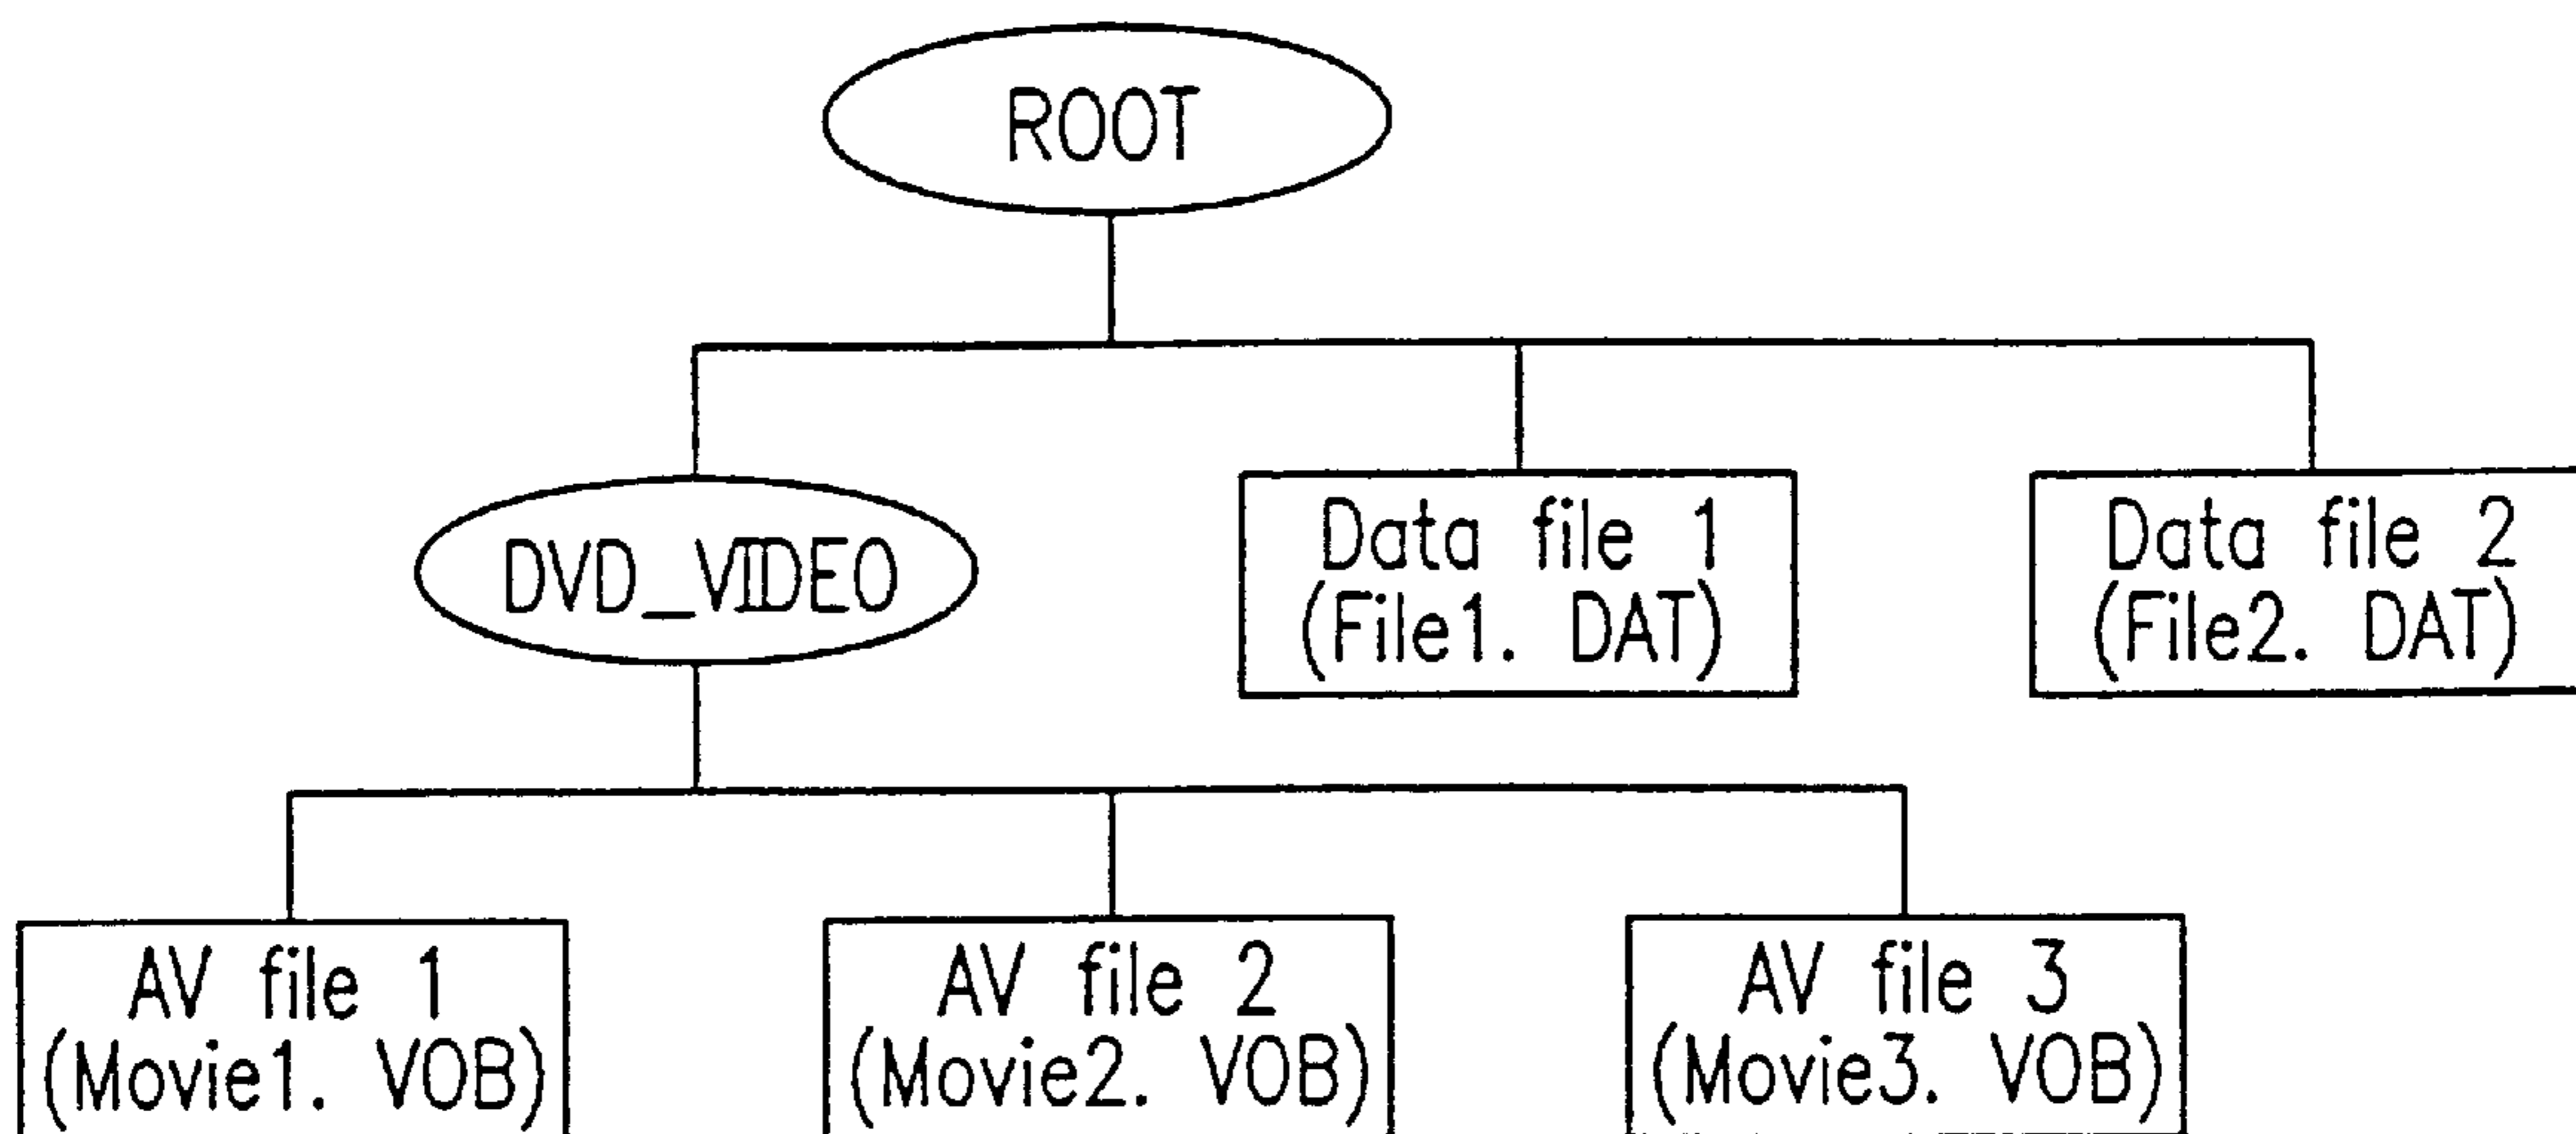 ROOT
DVD_VIDEO
Data file 1
(File1. DAT)
Data file 2
(File2. DAT)
AV file 1
(Movie1. VOB)
AV file 2
(Movie2. VOB)
AV file 3
(Movie3. VOB)